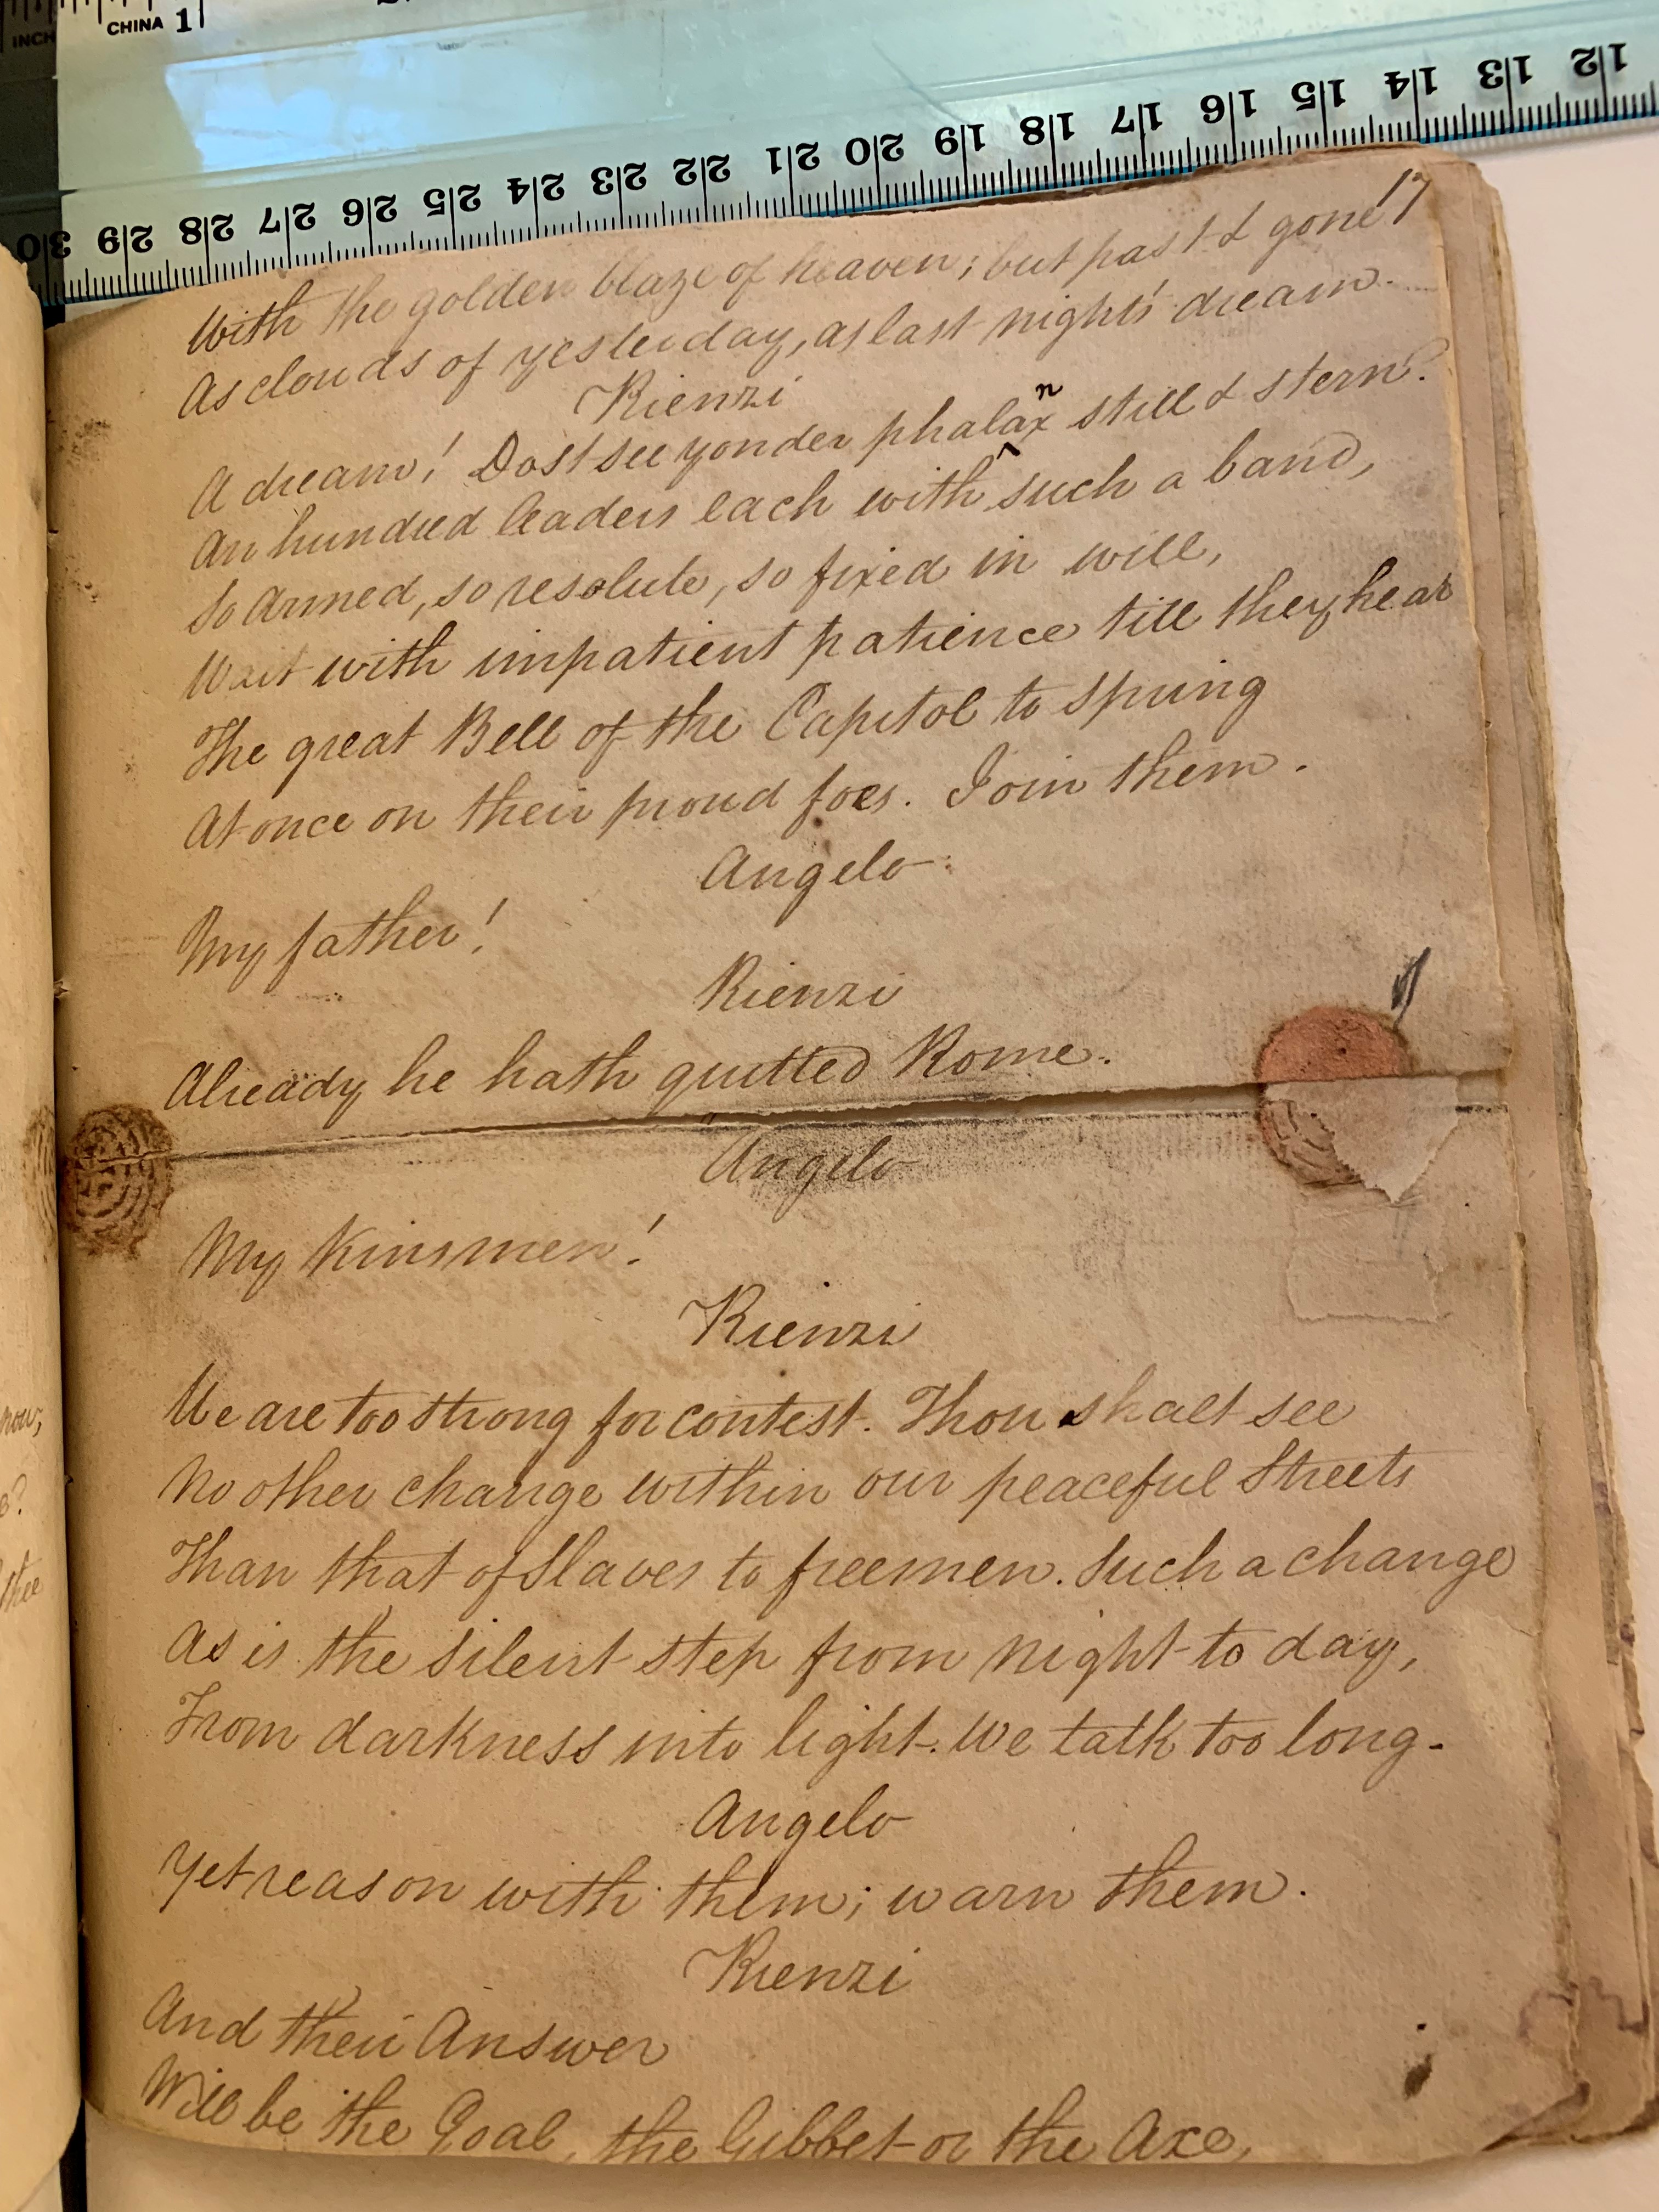 INCH
CHINA 1
30 29 28 27 26 25 24 23 22 21 20 19 18 17 16 15 14 13 12
17
With the golden blaze of heaven; but past & gone
As clouds of yesterday, as last night's dream.
Rienzi
A dream! Dost see yonder phalanx still & stern?
An hundred leaders each with such a band,
So armed, so resolute, so fixed in will,
Wait with impatient patience till they hear
The great Bell of the Capitol to spring
At once on their proud foes. Join them.
Angelo
My father!
Rienzi
Already he hath quitted Rome.
Angelo
My Kinsmen!
Rienzi
We are too strong for contest. Thou shalt see
No other change within our peaceful Streets
Than that of Slaves to freemen. Such a change
As is the silent step from night to day,
From darkness into light. We talk too long.
Angelo
Yet reason with them; warn them.
Rienzi
And their Answer
Will be the Goal, the Gibbet or the Axe,
now,
e?
thee